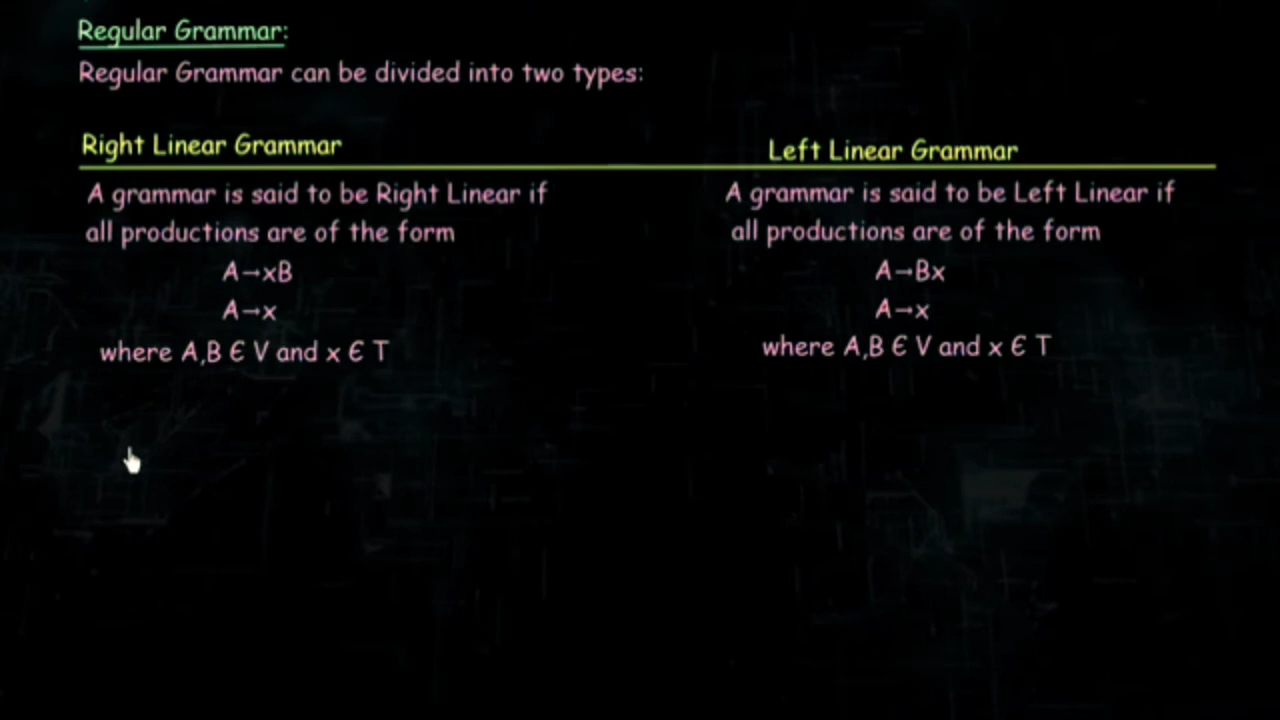 Regular Grammar:
Regular Grammar can be divided into two types:
Right Linear Grammar
A grammar is said to be Right Linear if
all productions are of the form
A→xB
A→x
where A,B Є V and x Є T
Left Linear Grammar
A grammar is said to be Left Linear if
all productions are of the form
A→Bx
A→x
where A,B Є V and x Є T